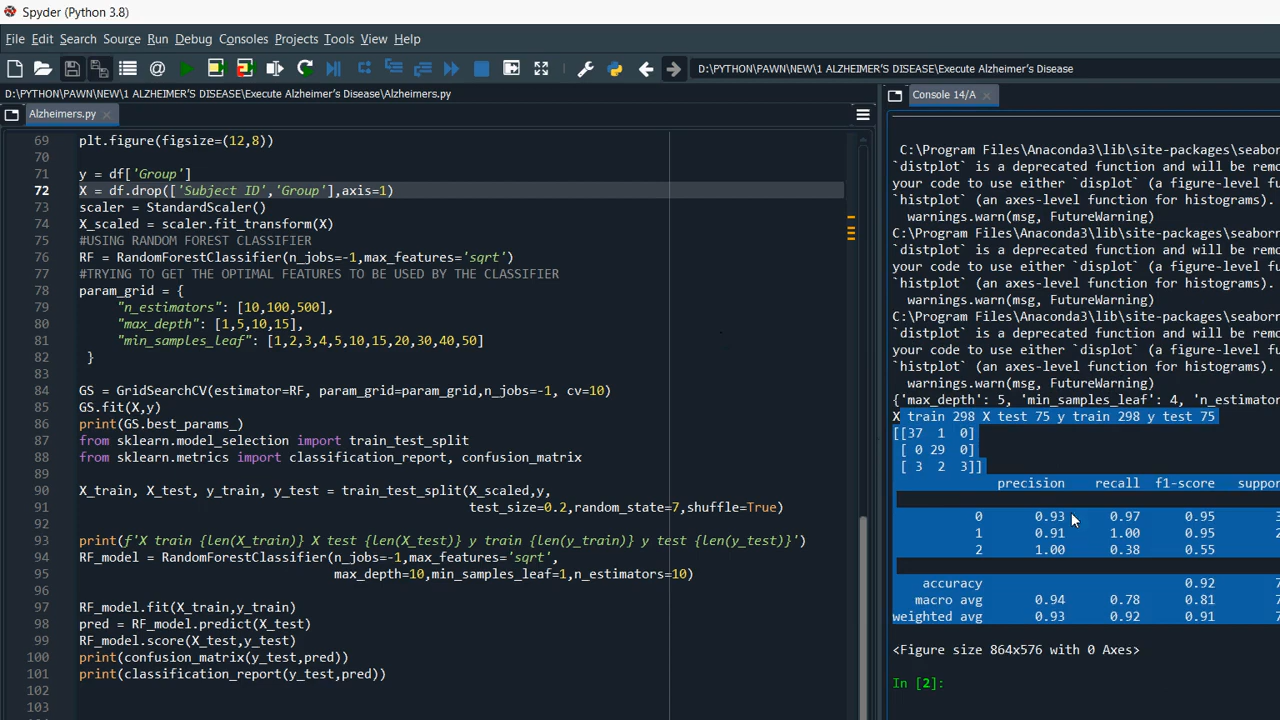 Spyder (Python 3.8)
File Edit Search Source Run Debug Consoles Projects Tools View Help
D:\PYTHON\PAWN\NEW\1 ALZHEIMER'S DISEASE\Execute Alzheimer's Disease
D:\PYTHON\PAWN\NEW\1 ALZHEIMER'S DISEASE\Execute Alzheimer's Disease\Alzheimers.py
Alzheimers.py
69 plt.figure(figsize=(12,8))
70
71 y = df['Group']
72 X = df.drop(['Subject ID','Group'],axis=1)
73 scaler = StandardScaler()
74 X_scaled = scaler.fit_transform(X)
75 #USING RANDOM FOREST CLASSIFIER
76 RF = RandomForestClassifier(n_jobs=-1,max_features='sqrt')
77 #TRYING TO GET THE OPTIMAL FEATURES TO BE USED BY THE CLASSIFIER
78 param_grid = {
79 "n_estimators": [10,100,500],
80 "max_depth": [1,5,10,15],
81 "min_samples_leaf": [1,2,3,4,5,10,15,20,30,40,50]
82 }
83
84 GS = GridSearchCV(estimator=RF, param_grid=param_grid,n_jobs=-1, cv=10)
85 GS.fit(X,y)
86 print(GS.best_params_)
87 from sklearn.model_selection import train_test_split
88 from sklearn.metrics import classification_report, confusion_matrix
89
90 X_train, X_test, y_train, y_test = train_test_split(X_scaled,y,
91 test_size=0.2,random_state=7,shuffle=True)
92
93 print(f'X train {len(X_train)} X test {len(X_test)} y train {len(y_train)} y test {len(y_test)}')
94 RF_model = RandomForestClassifier(n_jobs=-1,max_features='sqrt',
95 max_depth=10,min_samples_leaf=1,n_estimators=10)
96
97 RF_model.fit(X_train,y_train)
98 pred = RF_model.predict(X_test)
99 RF_model.score(X_test,y_test)
100 print(confusion_matrix(y_test,pred))
101 print(classification_report(y_test,pred))
102
103
Console 14/A
C:\Program Files\Anaconda3\lib\site-packages\seabor
`distplot` is a deprecated function and will be remo
your code to use either `displot` (a figure-level fu
`histplot` (an axes-level function for histograms).
warnings.warn(msg, FutureWarning)
C:\Program Files\Anaconda3\lib\site-packages\seaborn
`distplot` is a deprecated function and will be remo
your code to use either `displot` (a figure-level fu
`histplot` (an axes-level function for histograms).
warnings.warn(msg, FutureWarning)
C:\Program Files\Anaconda3\lib\site-packages\seaborn
`distplot` is a deprecated function and will be remo
your code to use either `displot` (a figure-level fu
`histplot` (an axes-level function for histograms).
warnings.warn(msg, FutureWarning)
{'max_depth': 5, 'min_samples_leaf': 4, 'n_estimators
X train 298 X test 75 y train 298 y test 75
[[37 1 0]
[ 0 29 0]
[ 3 2 3]]
precision recall f1-score suppor
0 0.93 0.97 0.95 3
1 0.91 1.00 0.95 2
2 1.00 0.38 0.55
accuracy 0.92 7
macro avg 0.94 0.78 0.81 7
weighted avg 0.93 0.92 0.91 7
<Figure size 864x576 with 0 Axes>
In [2]: